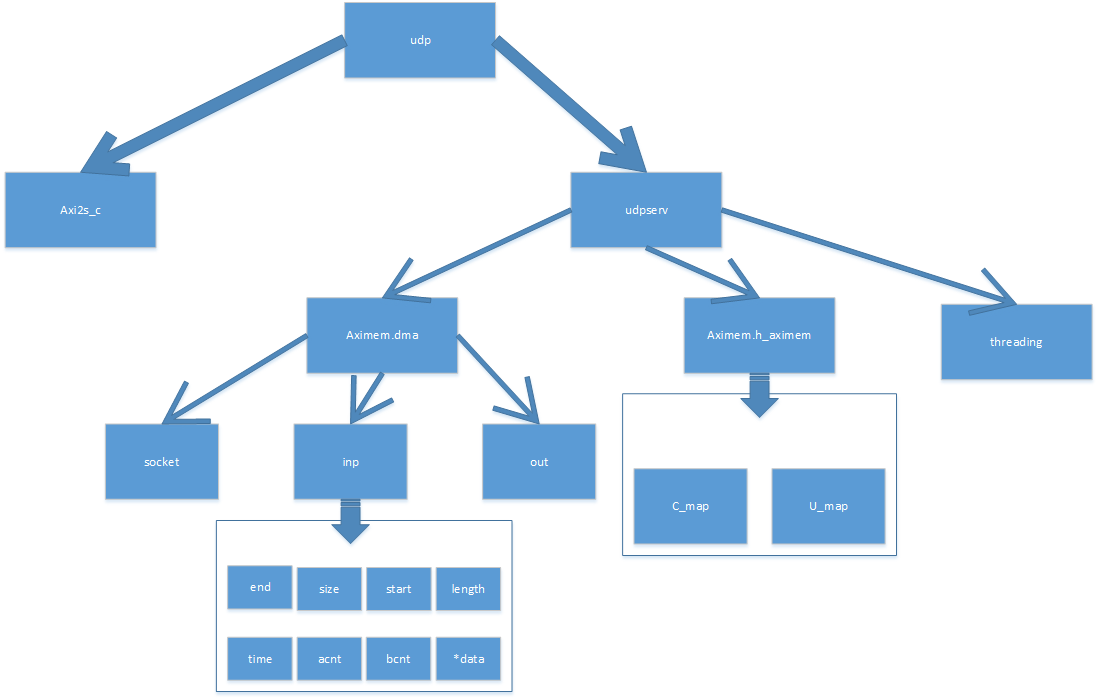 udp
Axi2s_c
udpserv
Aximem.dma
Aximem.h_aximem
threading
socket
inp
out
C_map
U_map
end
size
start
length
time
acnt
bcnt
*data